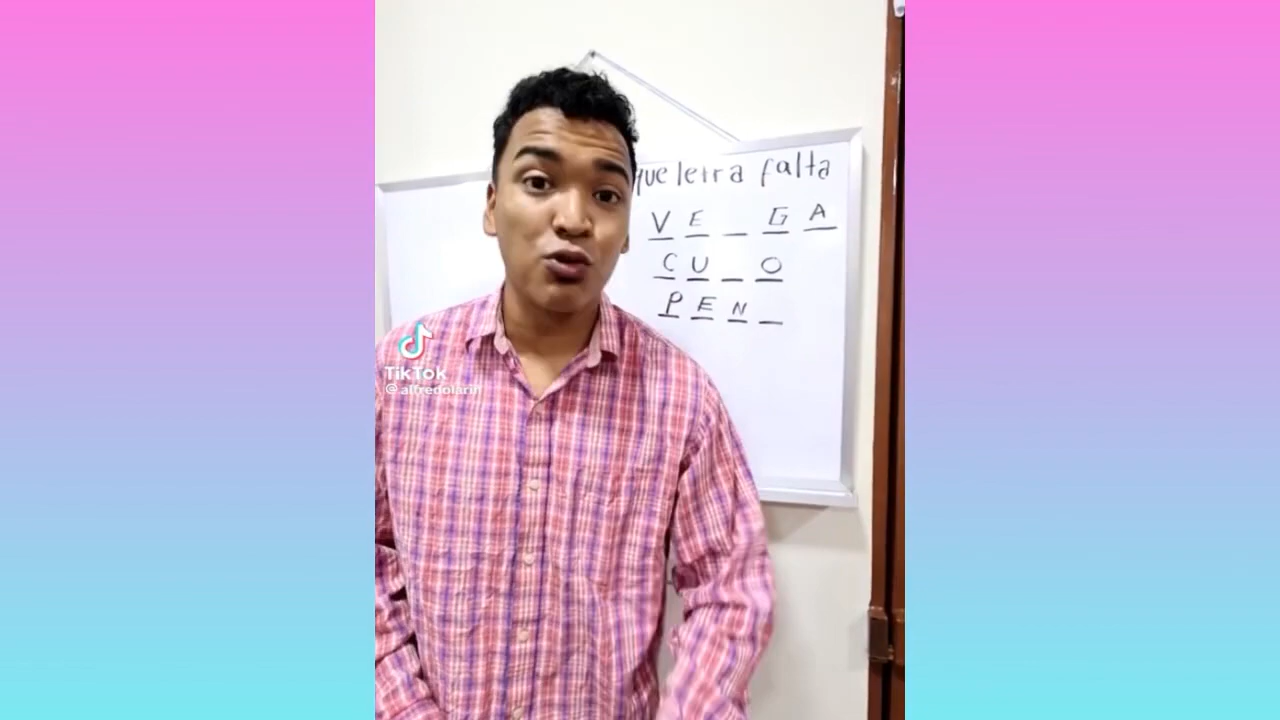 que letra falta
V E _ G A
C U _ O
P E N _
TikTok
@alfredolarin